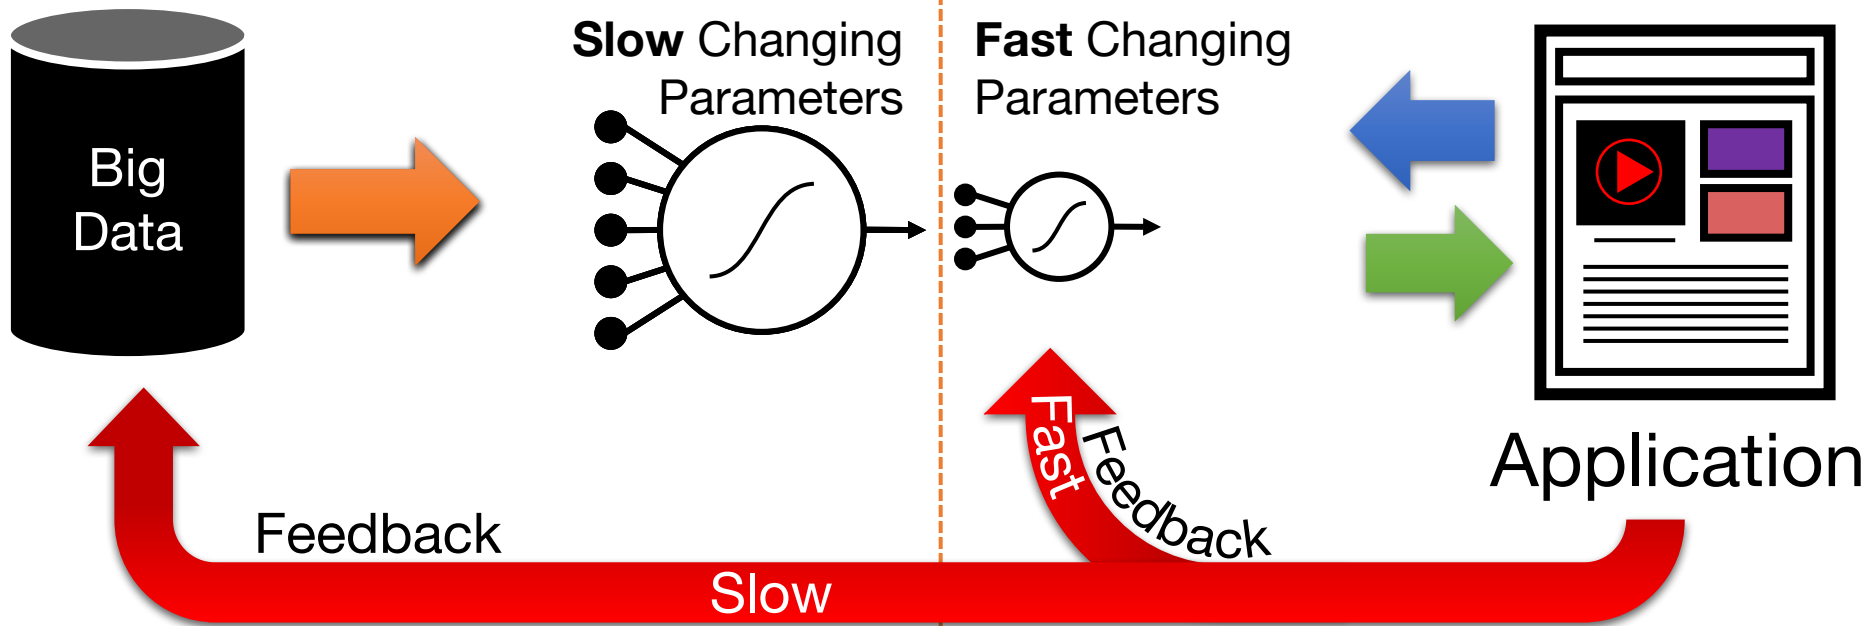 Slow Changing
Parameters
Fast Changing
Parameters
Big
Data
Application
Fast
Feedback
Feedback
Slow